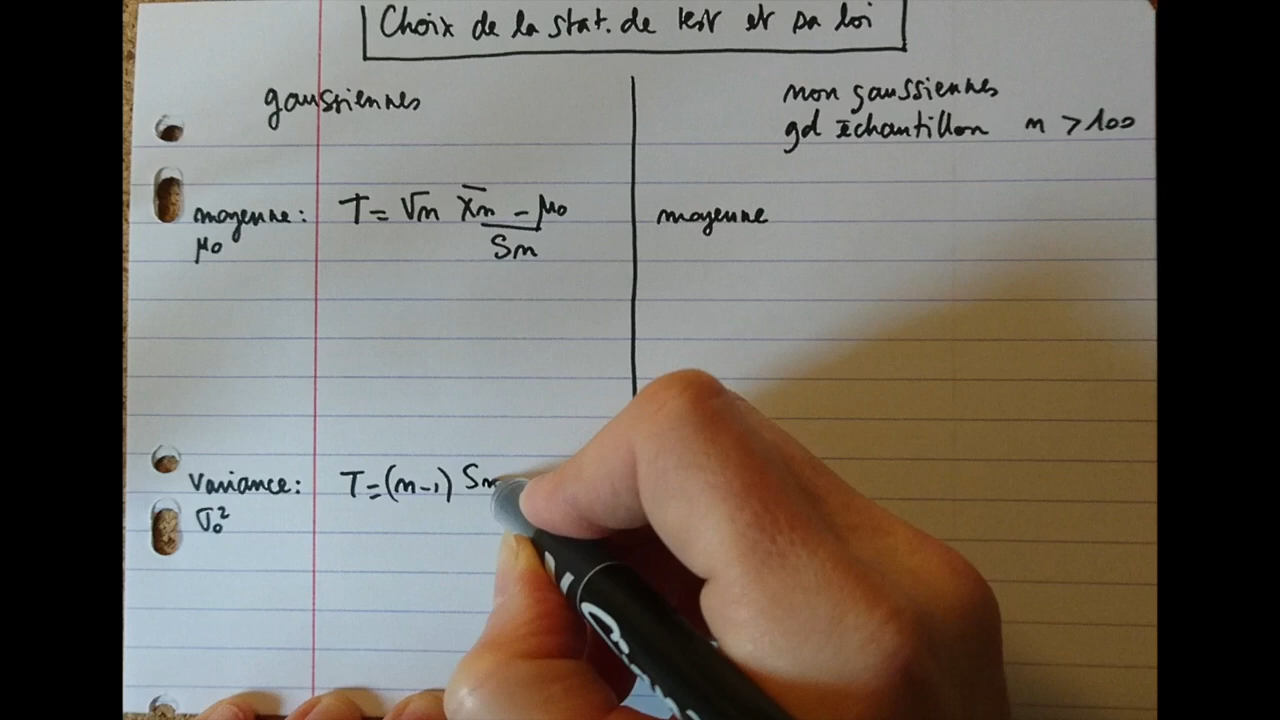 Choix de la stat. de test et sa loi
gaussiennes
non gaussiennes
gd échantillon n > 100
moyenne: T = √n X̄n - μ0
Sn
μ0
moyenne
Variance: T = (n-1) Sn
σ0²